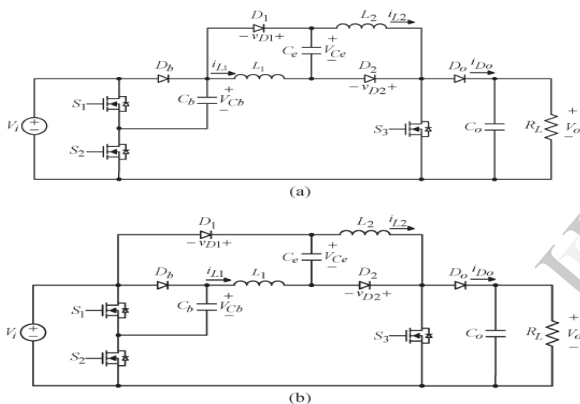 D1
L2
iL2
-vD1+
Ce
+
VCe
-
Db
iL1
L1
D2
-vD2+
Do
iDo
S1
Cb
+
VCb
-
Vi
S2
S3
Co
RL
+
Vo
-
(a)
D1
L2
iL2
-vD1+
Ce
+
VCe
-
Db
iL1
L1
D2
-vD2+
Do
iDo
S1
Cb
+
VCb
-
Vi
S2
S3
Co
RL
+
Vo
-
(b)